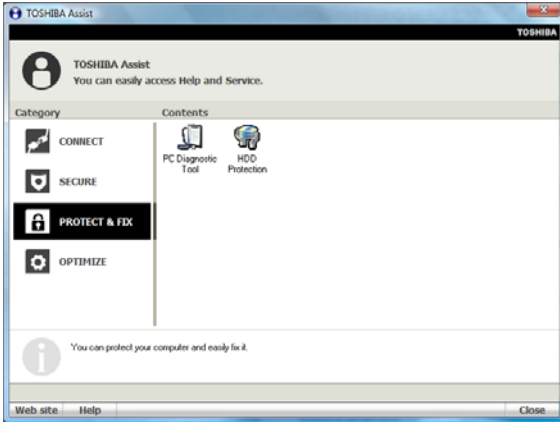 TOSHIBA Assist
TOSHIBA
TOSHIBA Assist
You can easily access Help and Service.
Category
Contents
CONNECT
SECURE
PROTECT & FIX
OPTIMIZE
PC Diagnostic
Tool
HDD
Protection
You can protect your computer and easily fix it.
Web site
Help
Close